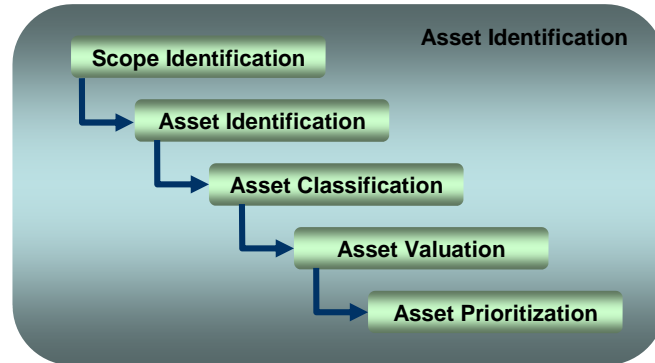 Asset Identification
Scope Identification
Asset Identification
Asset Classification
Asset Valuation
Asset Prioritization